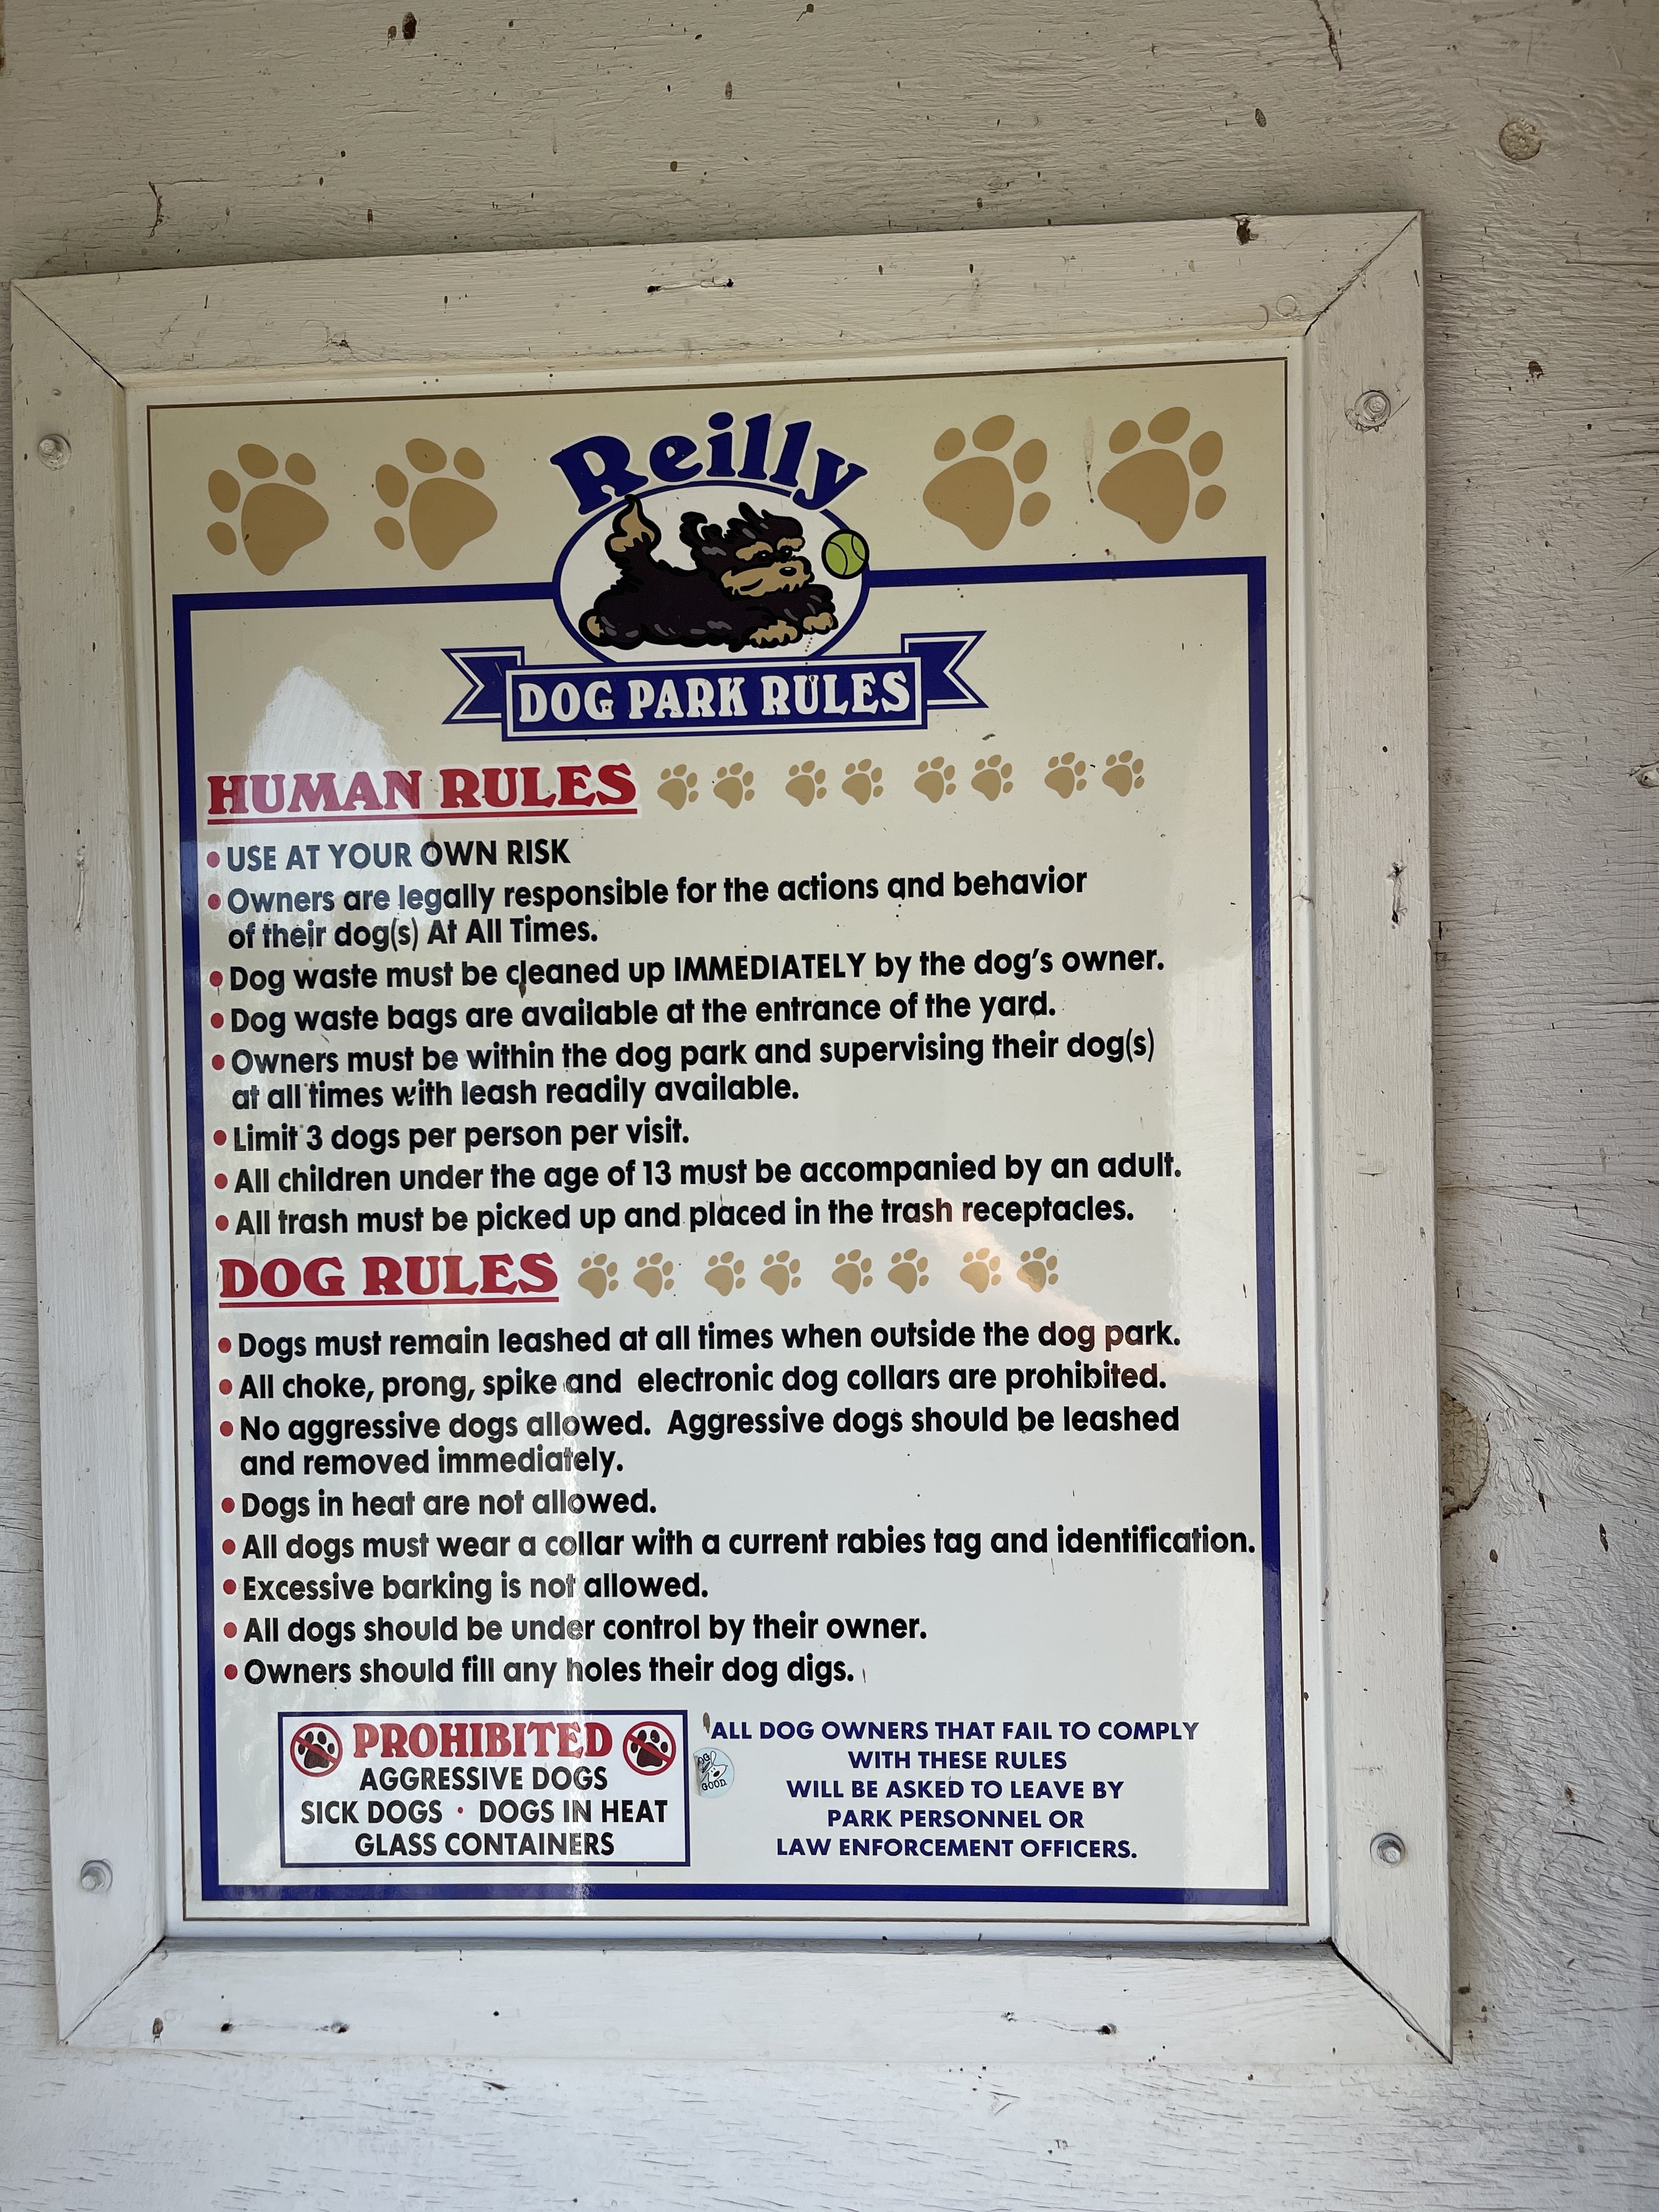 Reilly
DOG PARK RULES
HUMAN RULES
• USE AT YOUR OWN RISK
• Owners are legally responsible for the actions and behavior
of their dog(s) At All Times.
• Dog waste must be cleaned up IMMEDIATELY by the dog's owner.
• Dog waste bags are available at the entrance of the yard.
• Owners must be within the dog park and supervising their dog(s)
at all times with leash readily available.
• Limit 3 dogs per person per visit.
• All children under the age of 13 must be accompanied by an adult.
• All trash must be picked up and placed in the trash receptacles.
DOG RULES
• Dogs must remain leashed at all times when outside the dog park.
• All choke, prong, spike and electronic dog collars are prohibited.
• No aggressive dogs allowed. Aggressive dogs should be leashed
and removed immediately.
• Dogs in heat are not allowed.
• All dogs must wear a collar with a current rabies tag and identification.
• Excessive barking is not allowed.
• All dogs should be under control by their owner.
• Owners should fill any holes their dog digs.
PROHIBITED
AGGRESSIVE DOGS
SICK DOGS • DOGS IN HEAT
GLASS CONTAINERS
ALL DOG OWNERS THAT FAIL TO COMPLY
WITH THESE RULES
WILL BE ASKED TO LEAVE BY
PARK PERSONNEL OR
LAW ENFORCEMENT OFFICERS.
GOOD